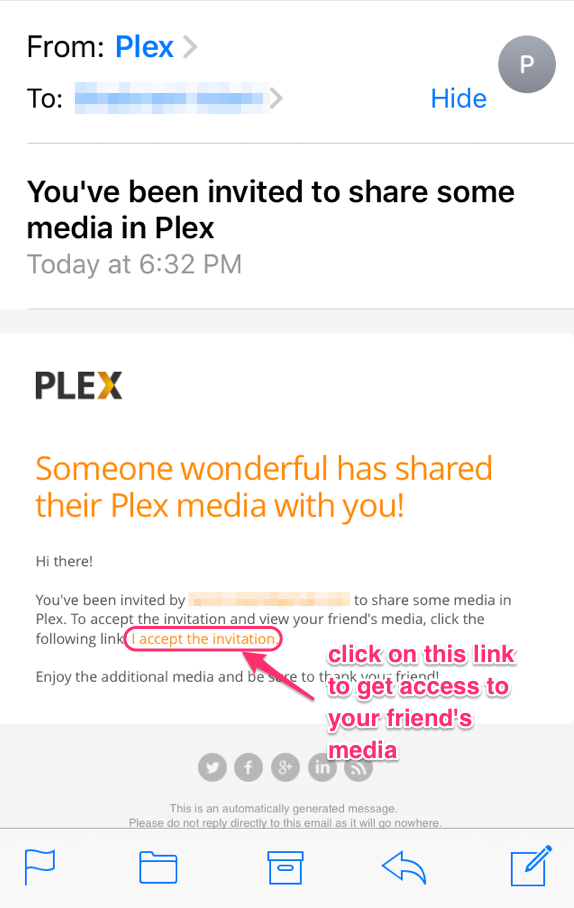 From: Plex
P
To:
Hide
You've been invited to share some
media in Plex
Today at 6:32 PM
PLEX
Someone wonderful has shared
their Plex media with you!
Hi there!
You've been invited by to share some media in
Plex. To accept the invitation and view your friend's media, click the
following link I accept the invitation.
Enjoy the additional media and be sure to thank your friend!
click on this link
to get access to
your friend's
media
g+
in
This is an automatically generated message.
Please do not reply directly to this email as it will go nowhere.